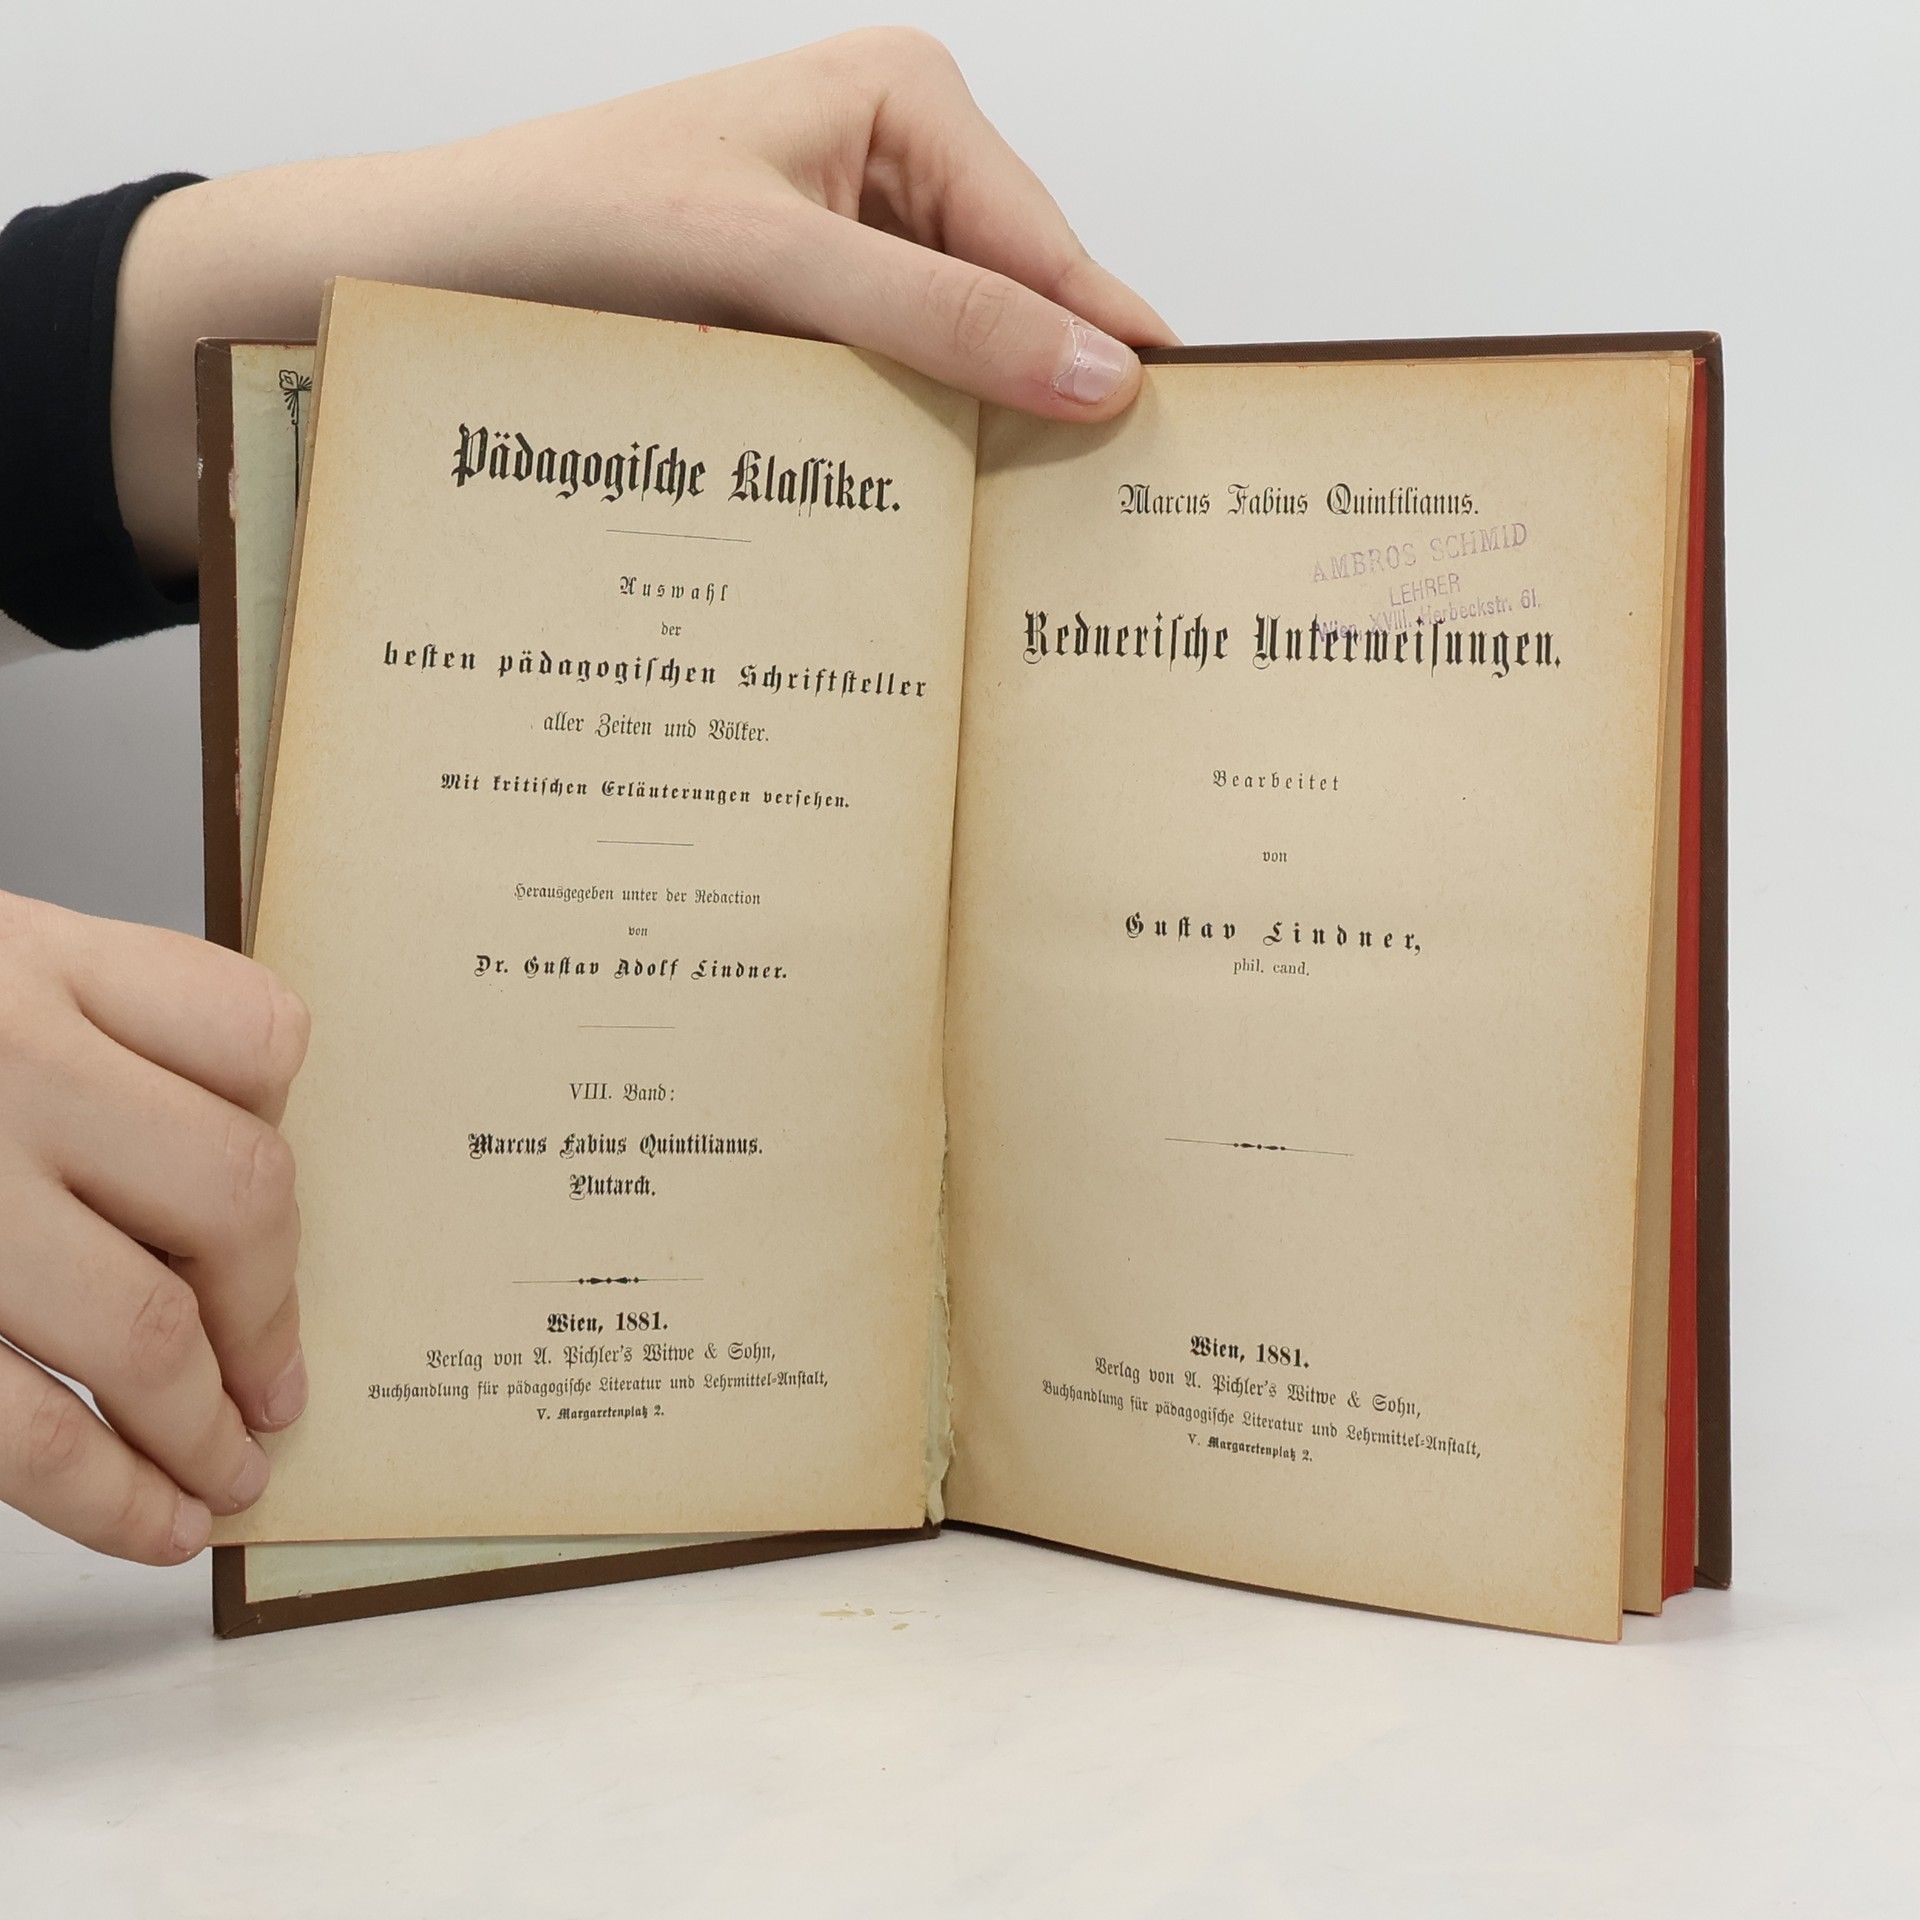 Pädagogiſche Klaſſiker.
Auswahl
der
beſten pädagogiſchen Schriftſteller
aller Zeiten und Völker.
Mit kritiſchen Erläuterungen verſehen.
Herausgegeben unter der Redaction
von
Dr. Guſtav Adolf Lindner.
VIII. Band:
Marcus Fabius Quintilianus.
Plutarch.
Wien, 1881.
Verlag von A. Pichler's Witwe & Sohn,
Buchhandlung für pädagogiſche Literatur und Lehrmittel-Anſtalt,
V. Margaretenplatz 2.
Marcus Fabius Quintilianus.
AMBROS SCHMID
LEHRER
Wien, XVIII. Herbeckstr. 61.
Redneriſche Unterweiſungen.
Bearbeitet
von
Guſtav Lindner,
phil. cand.
Wien, 1881.
Verlag von A. Pichler's Witwe & Sohn,
Buchhandlung für pädagogiſche Literatur und Lehrmittel-Anſtalt,
V. Margaretenplatz 2.